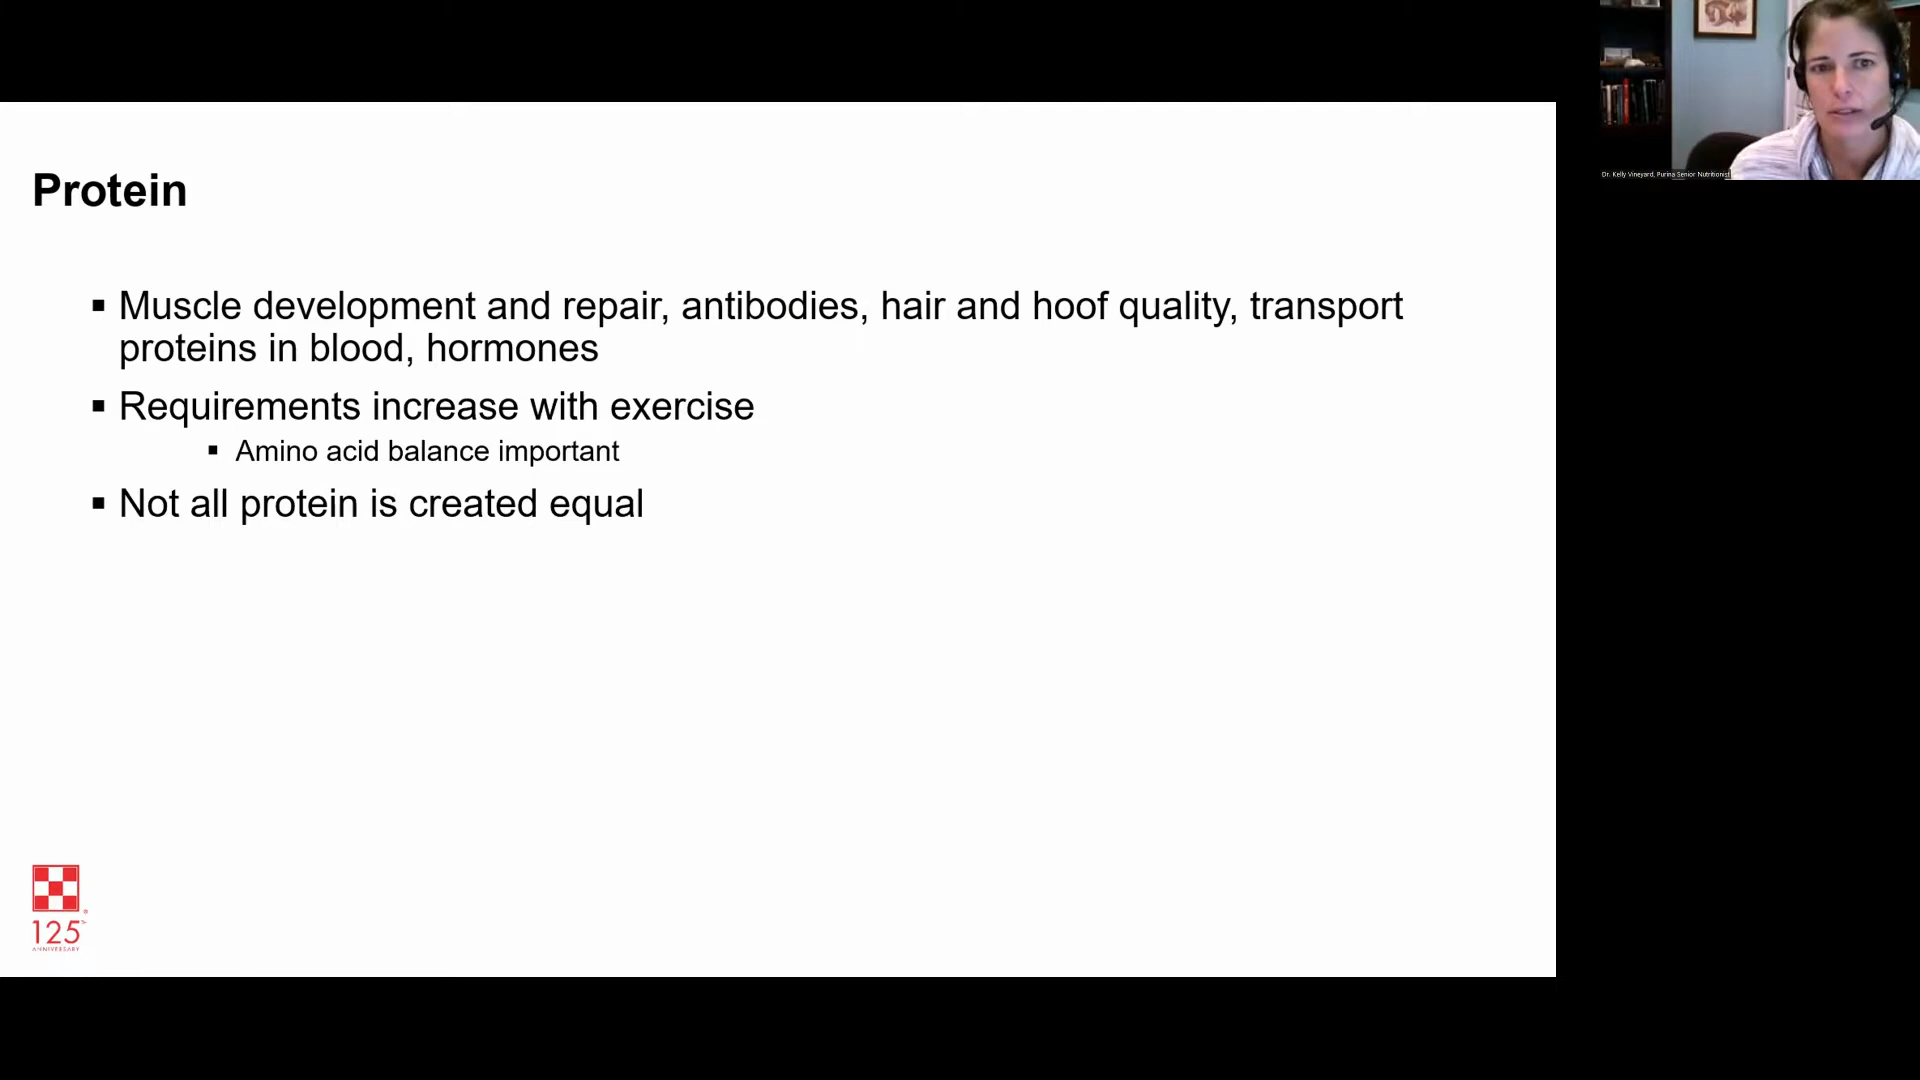 Protein
▪ Muscle development and repair, antibodies, hair and hoof quality, transport
proteins in blood, hormones
▪ Requirements increase with exercise
▪ Amino acid balance important
▪ Not all protein is created equal
125™
ANNIVERSARY
Dr. Kelly Vineyard, Purina Senior Nutritionist